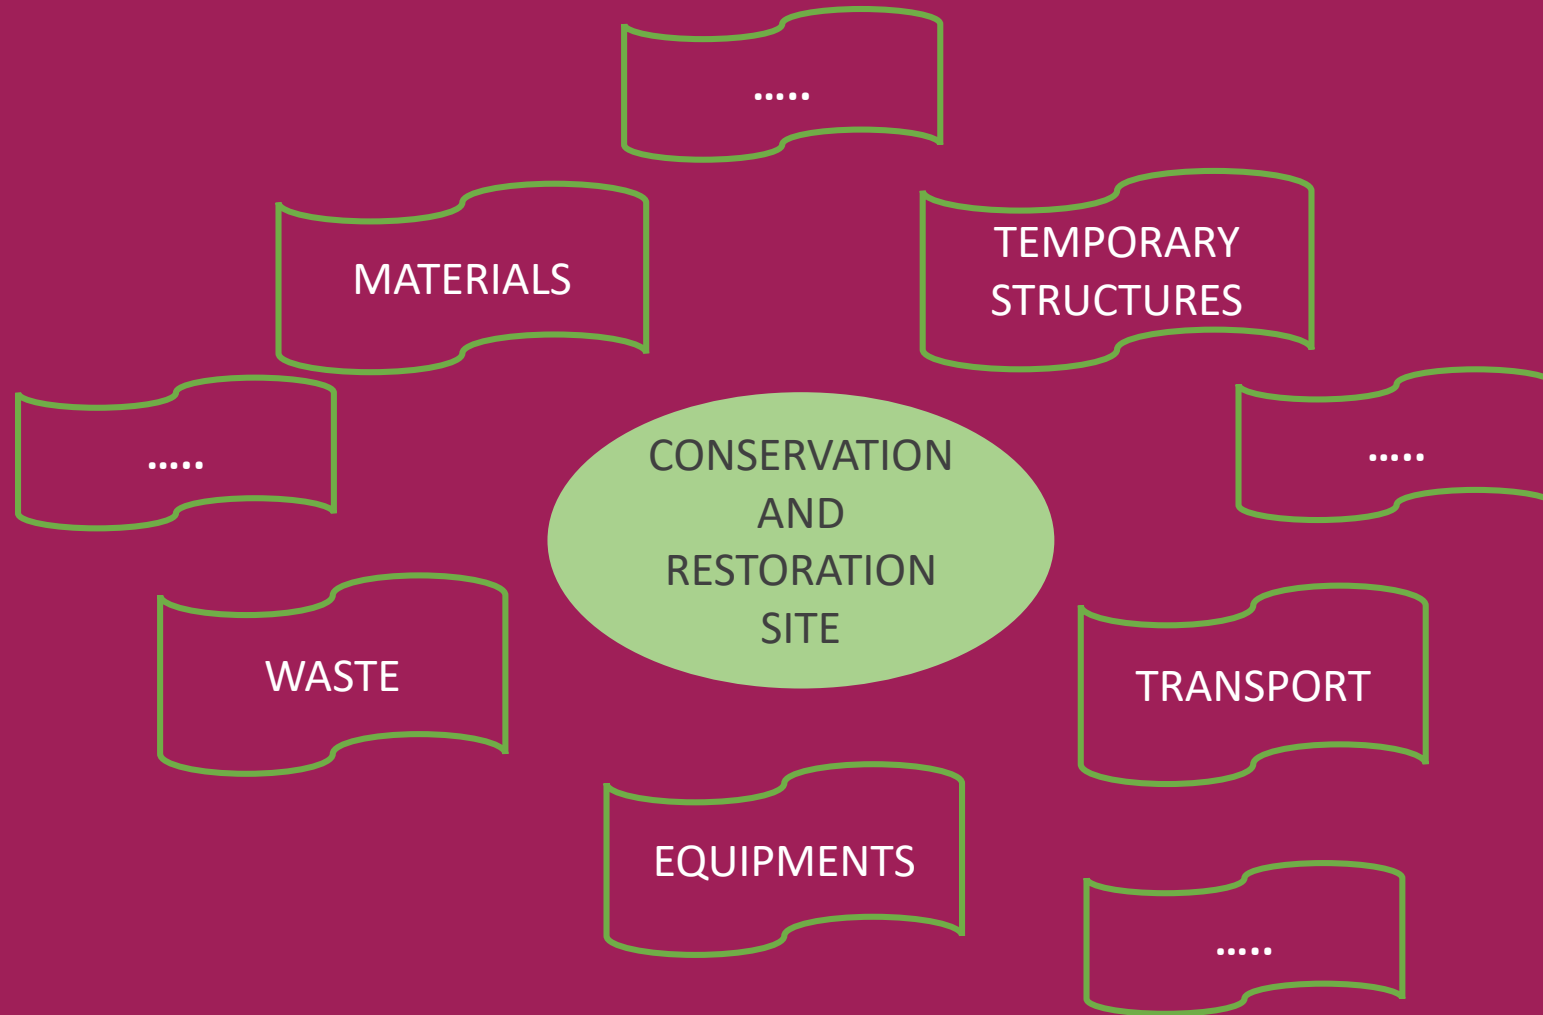 .....
MATERIALS
TEMPORARY
STRUCTURES
.....
.....
CONSERVATION
AND
RESTORATION
SITE
WASTE
TRANSPORT
EQUIPMENTS
.....